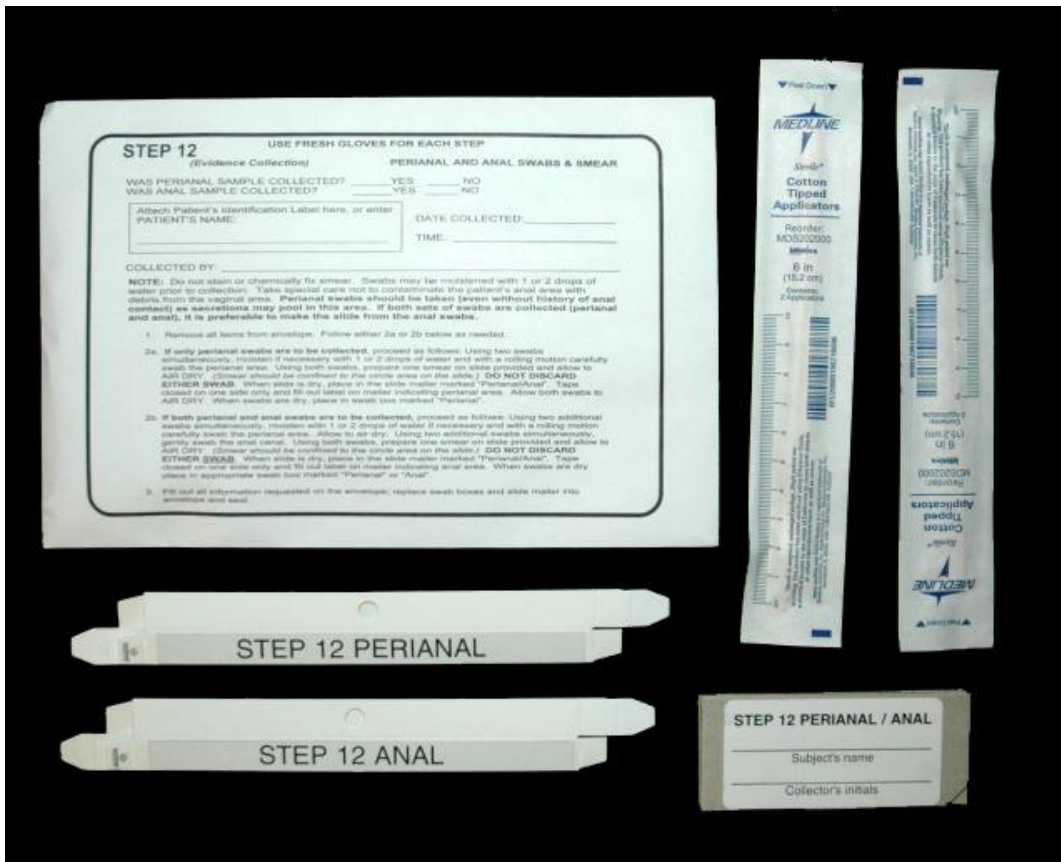 STEP 12
USE FRESH GLOVES FOR EACH STEP
(Evidence Collection)
PERIANAL AND ANAL SWABS & SMEAR
WAS PERIANAL SAMPLE COLLECTED? YES NO
WAS ANAL SAMPLE COLLECTED? YES NO
Attach Patient's Identification Label here, or enter
PATIENT'S NAME:
DATE COLLECTED:
TIME:
COLLECTED BY:
NOTE: Do not stain or chemically fix smear. Swabs may be moistened with 1 or 2 drops of
water prior to collection. Take special care not to contaminate the patient's anal area with
debris from the vaginal area. Perianal swabs should be taken (even without history of anal
contact) as secretions may pool in this area. If both sets of swabs are collected (perianal
and anal), it is preferable to make the slide from the anal swabs.
1. Remove all items from envelope. Follow either 2a or 2b below as needed.
2a. If only perianal swabs are to be collected, proceed as follows: Using two swabs
simultaneously, moisten if necessary with 1 or 2 drops of water and with a rolling motion carefully
swab the perianal area. Using both swabs, prepare one smear on slide provided and allow to
AIR DRY. (Smear should be confined to the circle area on the slide.) DO NOT DISCARD
EITHER SWAB. When slide is dry, place in the slide mailer marked "Perianal/Anal". Tape
closed on one side only and fill out label on mailer indicating perianal area. Allow both swabs to
AIR DRY. When swabs are dry, place in swab box marked "Perianal".
2b. If both perianal and anal swabs are to be collected, proceed as follows: Using two additional
swabs simultaneously, moisten with 1 or 2 drops of water if necessary and with a rolling motion
carefully swab the perianal area. Allow to air dry. Using two additional swabs simultaneously,
gently swab the anal canal. Using both swabs, prepare one smear on slide provided and allow to
AIR DRY. (Smear should be confined to the circle area on the slide.) DO NOT DISCARD
EITHER SWAB. When slide is dry, place in the slide mailer marked "Perianal/Anal". Tape
closed on one side only and fill out label on mailer indicating anal area. When swabs are dry
place in appropriate swab box marked "Perianal" or "Anal".
3. Fill out all information requested on the envelope, replace swab boxes and slide mailer into
envelope and seal.
Peel Down
MEDLINE
Sterile
Cotton
Tipped
Applicators
Reorder:
MDS202000
6 in
(15.2 cm)
Contents:
2 Applicators
Peel Down
MEDLINE
Sterile
Cotton
Tipped
Applicators
Reorder:
MDS202000
6 in
(15.2 cm)
Contents:
2 Applicators
STEP 12 PERIANAL
STEP 12 ANAL
STEP 12 PERIANAL / ANAL
Subject's name
Collector's initials